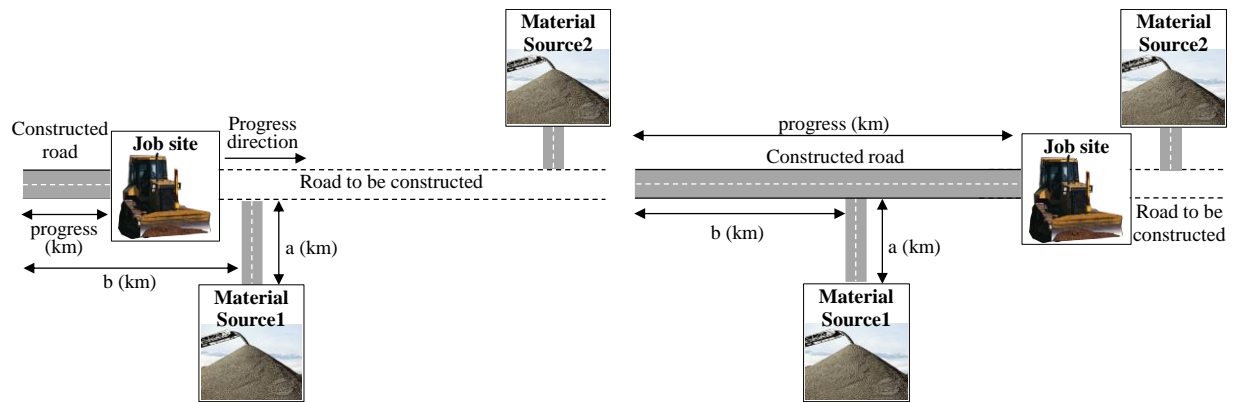 Material
Source2
Constructed
road
Job site
Progress
direction
Road to be constructed
progress
(km)
b (km)
a (km)
Material
Source1
Material
Source2
progress (km)
Constructed road
Job site
b (km)
a (km)
Road to be
constructed
Material
Source1